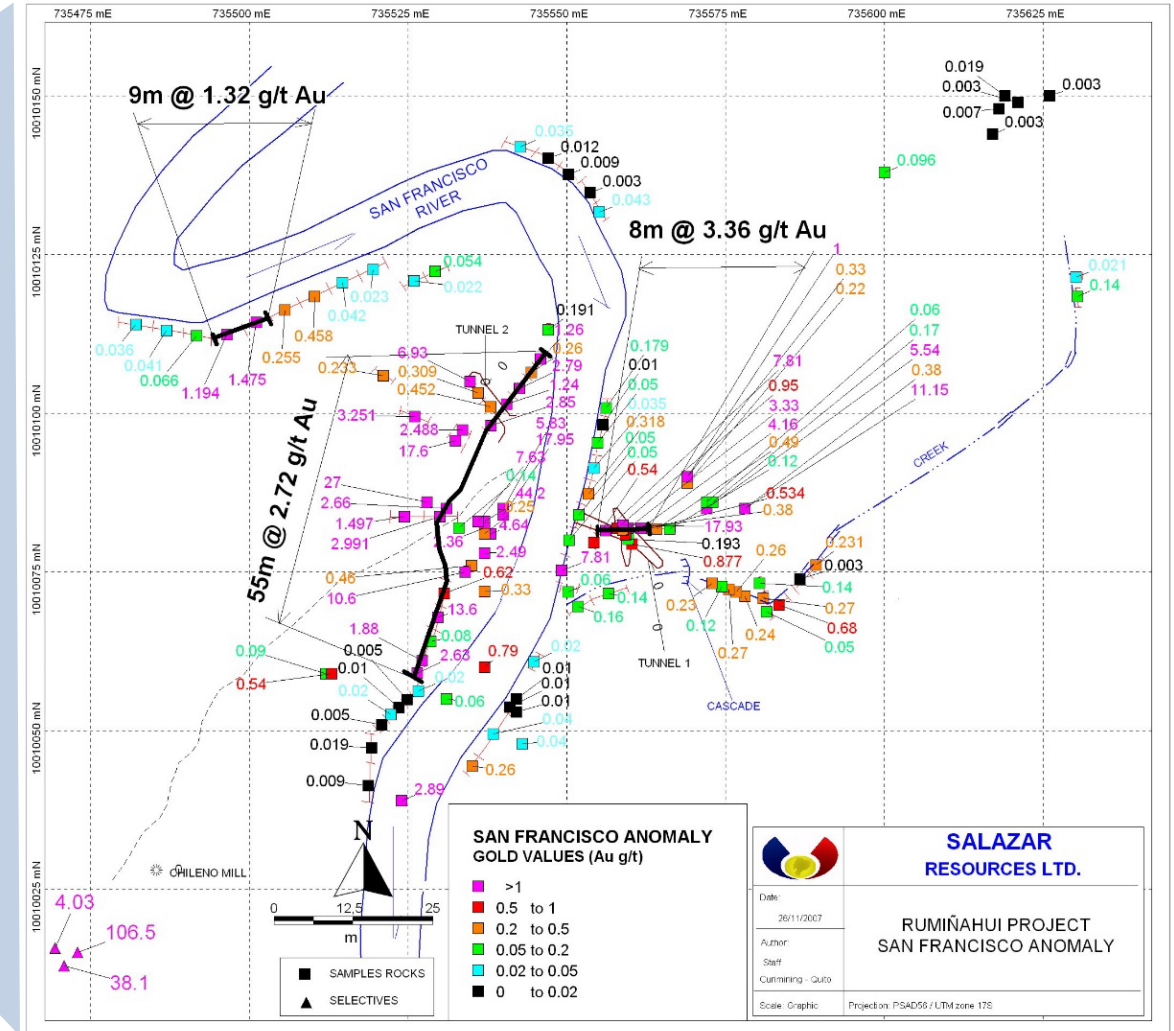 735475 mE
735500 mE
735525 mE
735550 mE
735575 mE
735600 mE
735625 mE
10010150 mN
10010125 mN
10010100 mN
10010075 mN
10010050 mN
10010025 mN
9m @ 1.32 g/t Au
8m @ 3.36 g/t Au
55m @ 2.72 g/t Au
SAN FRANCISCO
RIVER
0.019
0.003
0.003
0.007
0.003
0.096
0.035
0.012
0.009
0.003
0.043
0.021
0.14
0.054
0.022
0.023
0.042
0.458
0.255
1.475
1.194
0.066
0.041
0.036
1
0.33
0.22
0.06
0.17
5.54
0.38
11.15
7.81
0.95
3.33
4.16
0.49
0.12
0.534
0.38
17.93
0.193
0.877
0.191
1.26
0.26
2.79
1.24
2.85
5.83
17.95
7.63
0.14
44.2
0.25
4.64
2.49
0.179
0.01
0.05
0.035
0.318
0.05
0.05
0.54
TUNNEL 2
6.93
0.233
0.309
0.452
3.251
2.488
17.6
27
2.66
1.497
2.991
0.46
10.6
0.62
0.33
13.6
1.88
0.08
2.63
0.005
0.01
0.02
0.02
0.09
0.54
0.005
0.019
0.009
2.89
0.79
0.06
0.02
0.01
0.01
0.01
0.04
0.04
0.26
7.81
0.06
0.14
0.16
TUNNEL 1
CASCADE
CREEK
0.26
0.231
0.003
0.14
0.27
0.68
0.05
0.24
0.27
0.12
0.23
CHILENO MILL
4.03
106.5
38.1
N
0
12,5
25
m
SAMPLES ROCKS
SELECTIVES
SAN FRANCISCO ANOMALY
GOLD VALUES (Au g/t)
>1
0.5 to 1
0.2 to 0.5
0.05 to 0.2
0.02 to 0.05
0 to 0.02
SALAZAR
RESOURCES LTD.
Date:
26/11/2007
Author:
Staff
Curimining - Quito
RUMIÑAHUI PROJECT
SAN FRANCISCO ANOMALY
Scale: Graphic
Projection: PSAD56 / UTM zone 17S